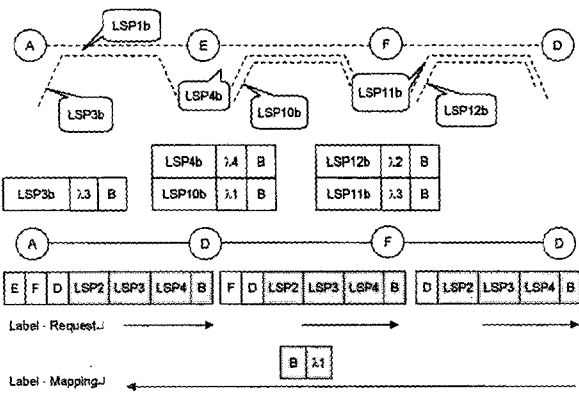 LSP1b
A E F D
LSP4b LSP11b
LSP3b LSP10b LSP12b
LSP4b λ4 B LSP12b λ2 B
LSP3b λ3 B LSP10b λ1 B LSP11b λ3 B
A D F D
E F D LSP2 LSP3 LSP4 B F D LSP2 LSP3 LSP4 B D LSP2 LSP3 LSP4 B
Label - Request
B λ1
Label - Mapping